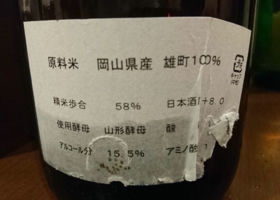 原料米 岡山県産 雄町100%
精米歩合 58% 日本酒 +8.0
使用酵母 山形酵母 酸
アルコール分 15.5% アミノ酸 1